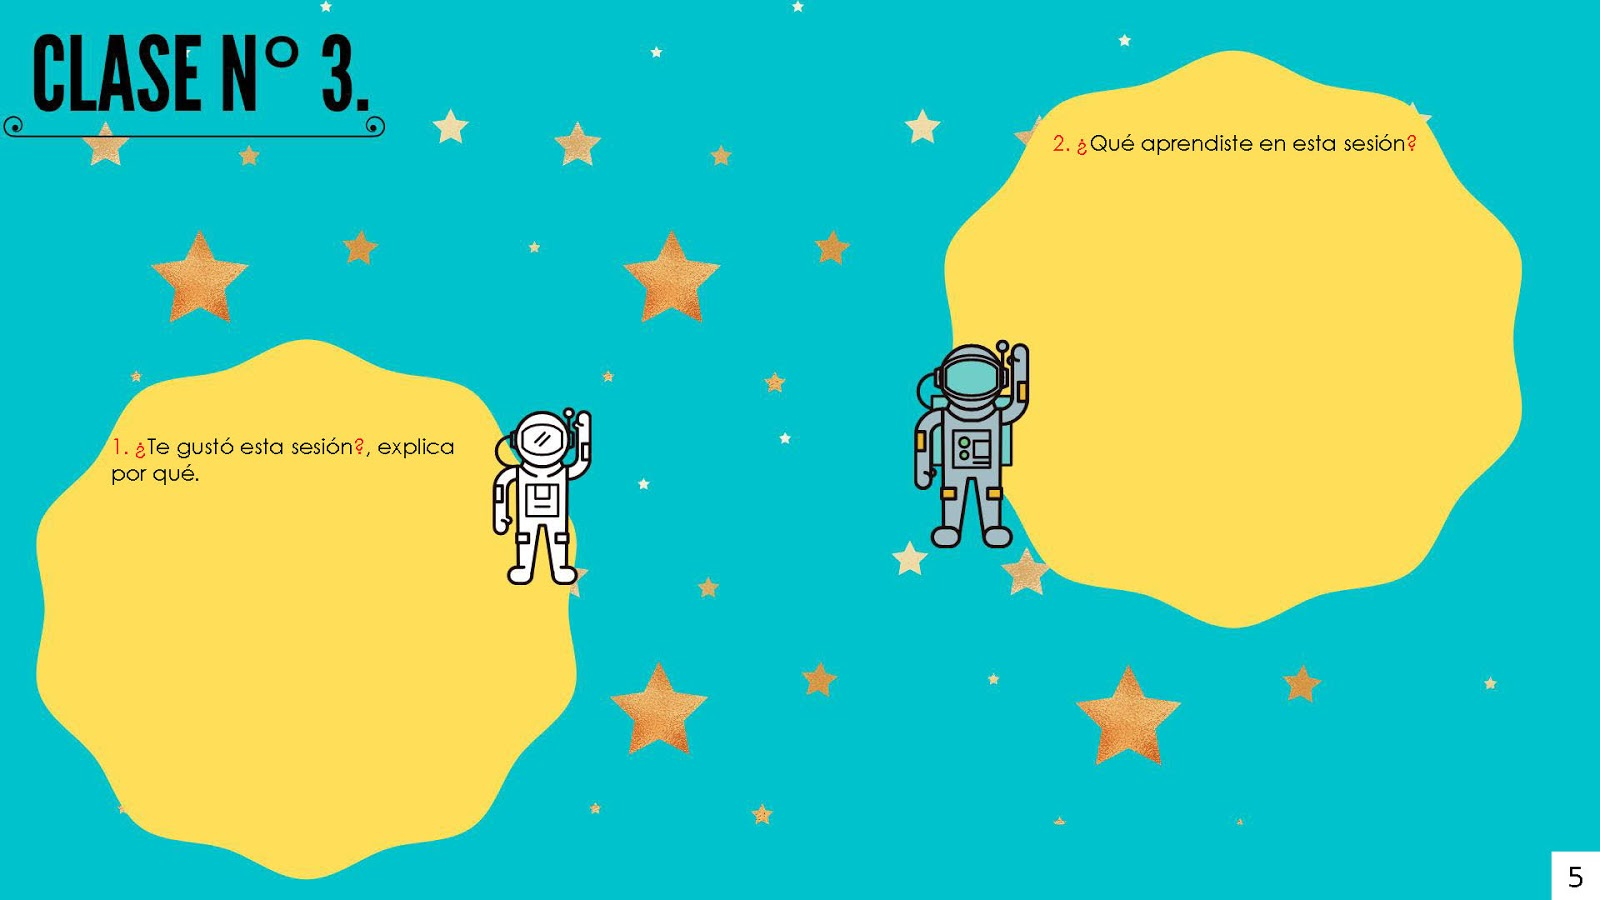 CLASE N° 3.
1. ¿Te gustó esta sesión?, explica
por qué.
2. ¿Qué aprendiste en esta sesión?
5